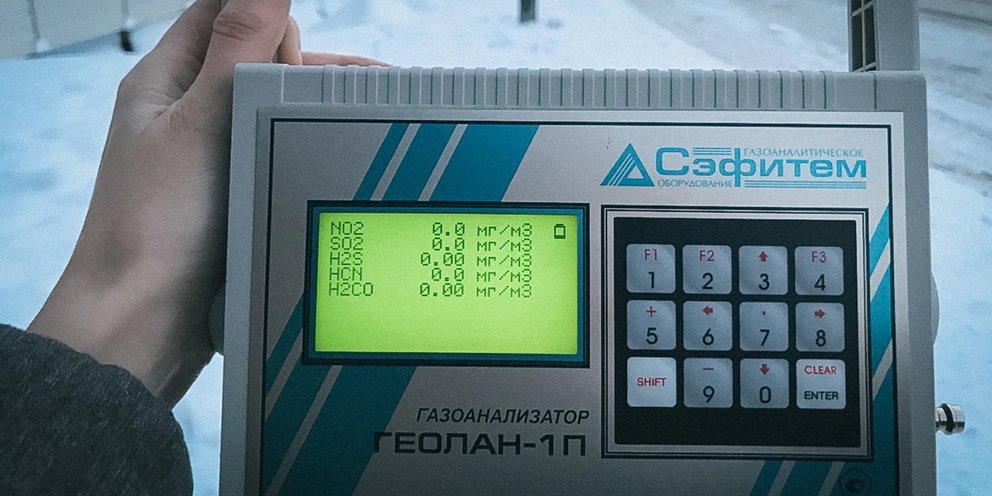 ГАЗОАНАЛИТИЧЕСКОЕ
Сэфитем
ОБОРУДОВАНИЕ
NO2 0.0 мг/м3
SO2 0.0 мг/м3
H2S 0.00 мг/м3
HCN 0.0 мг/м3
H2CO 0.00 мг/м3
F1 F2 F3
1 2 3 4
+ .
5 6 7 8
SHIFT − CLEAR
9 0 ENTER
ГАЗОАНАЛИЗАТОР
ГЕОЛАН-1П